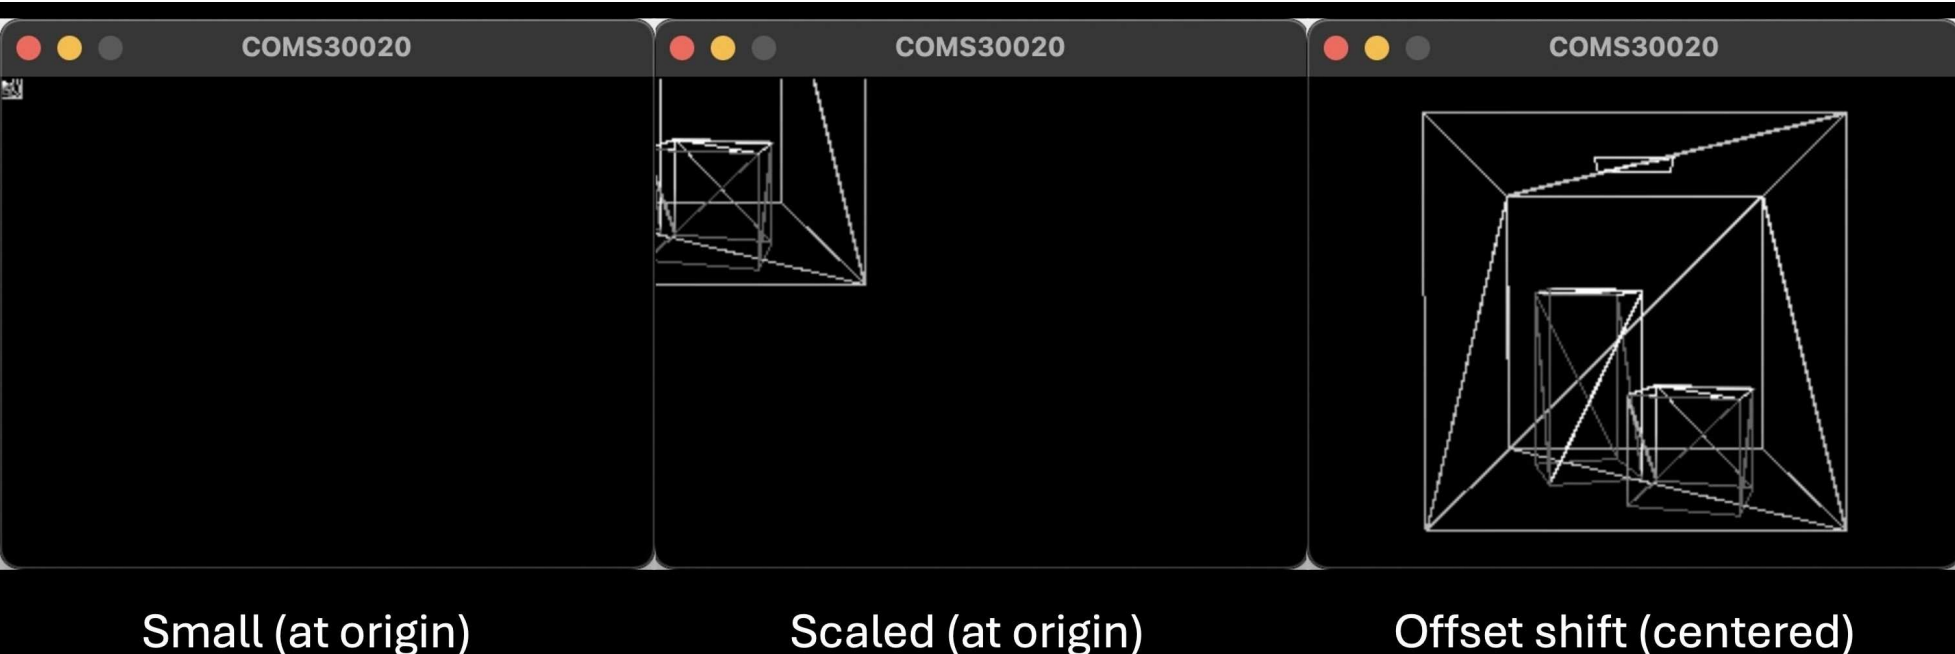 COMS30020
COMS30020
COMS30020
Small (at origin)
Scaled (at origin)
Offset shift (centered)